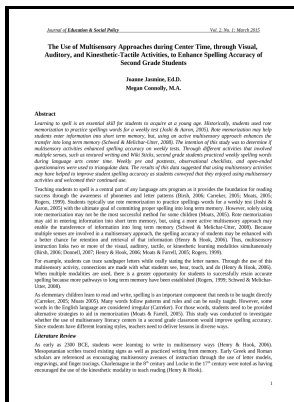 Journal of Education & Social Policy Vol. 2, No. 1; March 2015
The Use of Multisensory Approaches during Center Time, through Visual,
Auditory, and Kinesthetic-Tactile Activities, to Enhance Spelling Accuracy of
Second Grade Students
Joanne Jasmine, Ed.D.
Megan Connolly, M.A.
Abstract
Learning to spell is an essential skill for students to acquire at a young age. Historically, students used rote
memorization to practice spellings words for a weekly test (Joshi & Aaron, 2005). Rote memorization may help
students enter information into short term memory, but, using an active multisensory approach enhances the
transfer into long term memory (Schwed & Melichar-Utter, 2008). The intention of this study was to determine if
multisensory activities enhanced spelling accuracy on weekly tests. Through different activities that involved
multiple senses, such as textured writing and Wiki Sticks, second grade students practiced weekly spelling words
during language arts center time. Weekly pre and posttests, observational checklists, and open-ended
questionnaires were used to triangulate data. The results of this data suggested that using multisensory activities
may have helped to improve student spelling accuracy as students conveyed that they enjoyed using multisensory
activities and welcomed their continued use.
Teaching students to spell is a central part of any language arts program as it provides the foundation for reading
success through the awareness of phonemes and letter patterns (Birsh, 2006; Carreker, 2005; Moats, 2005;
Rogers, 1999). Students typically use rote memorization to practice spellings words for a weekly test (Joshi &
Aaron, 2005) with the ultimate goal of committing proper spelling into long term memory. However, solely using
rote memorization may not be the most successful method for some children (Moats, 2005). Rote memorization
may aid in entering information into short term memory, but, using a more active multisensory approach may
enable the transference of information into long term memory (Schwed & Melichar-Utter, 2008). Because
multiple senses are involved in a multisensory approach, the spelling accuracy of students may be enhanced with
a better chance for retention and retrieval of that information (Henry & Hook, 2006). Thus, multisensory
instruction links two or more of the visual, auditory, tactile, or kinesthetic learning modalities simultaneously
(Birsh, 2006; Donnell, 2007; Henry & Hook, 2006; Moats & Farrell, 2005; Rogers, 1999).
For example, students can trace sandpaper letters while orally stating the letter names. Through the use of this
multisensory activity, connections are made with what students see, hear, touch, and do (Henry & Hook, 2006).
When multiple modalities are used, there is a greater opportunity for students to successfully retain accurate
spelling because more pathways to long term memory have been established (Rogers, 1999; Schwed & Melichar-
Utter, 2008).
As elementary children learn to read and write, spelling is an important component that needs to be taught directly
(Carreker, 2005; Moats, 2005). Many words follow patterns and rules and can be easily taught. However, some
words in the English language are considered irregular (Carreker). For those words, students need to be provided
alternative strategies to aid in memorization (Moats, 2005). This study was conducted to investigate
whether the use of multisensory literacy centers in a second grade classroom would improve spelling accuracy.
Since students have different learning styles, teachers need to deliver lessons in diverse ways.
Literature Review
As early as 2300 BCE, students were learning to write in multisensory ways (Henry & Hook, 2006).
Mesopotamian scribes traced existing signs as well as practiced writing from memory. Early Greek and Roman
scholars are referenced as encouraging multisensory avenues of instruction through the use of letter models,
engravings, and finger tracings. Charlemagne in the 8th century and Locke in the 17th century were noted as having
encouraged the use of the kinesthetic modality to teach reading (Henry & Hook).
1